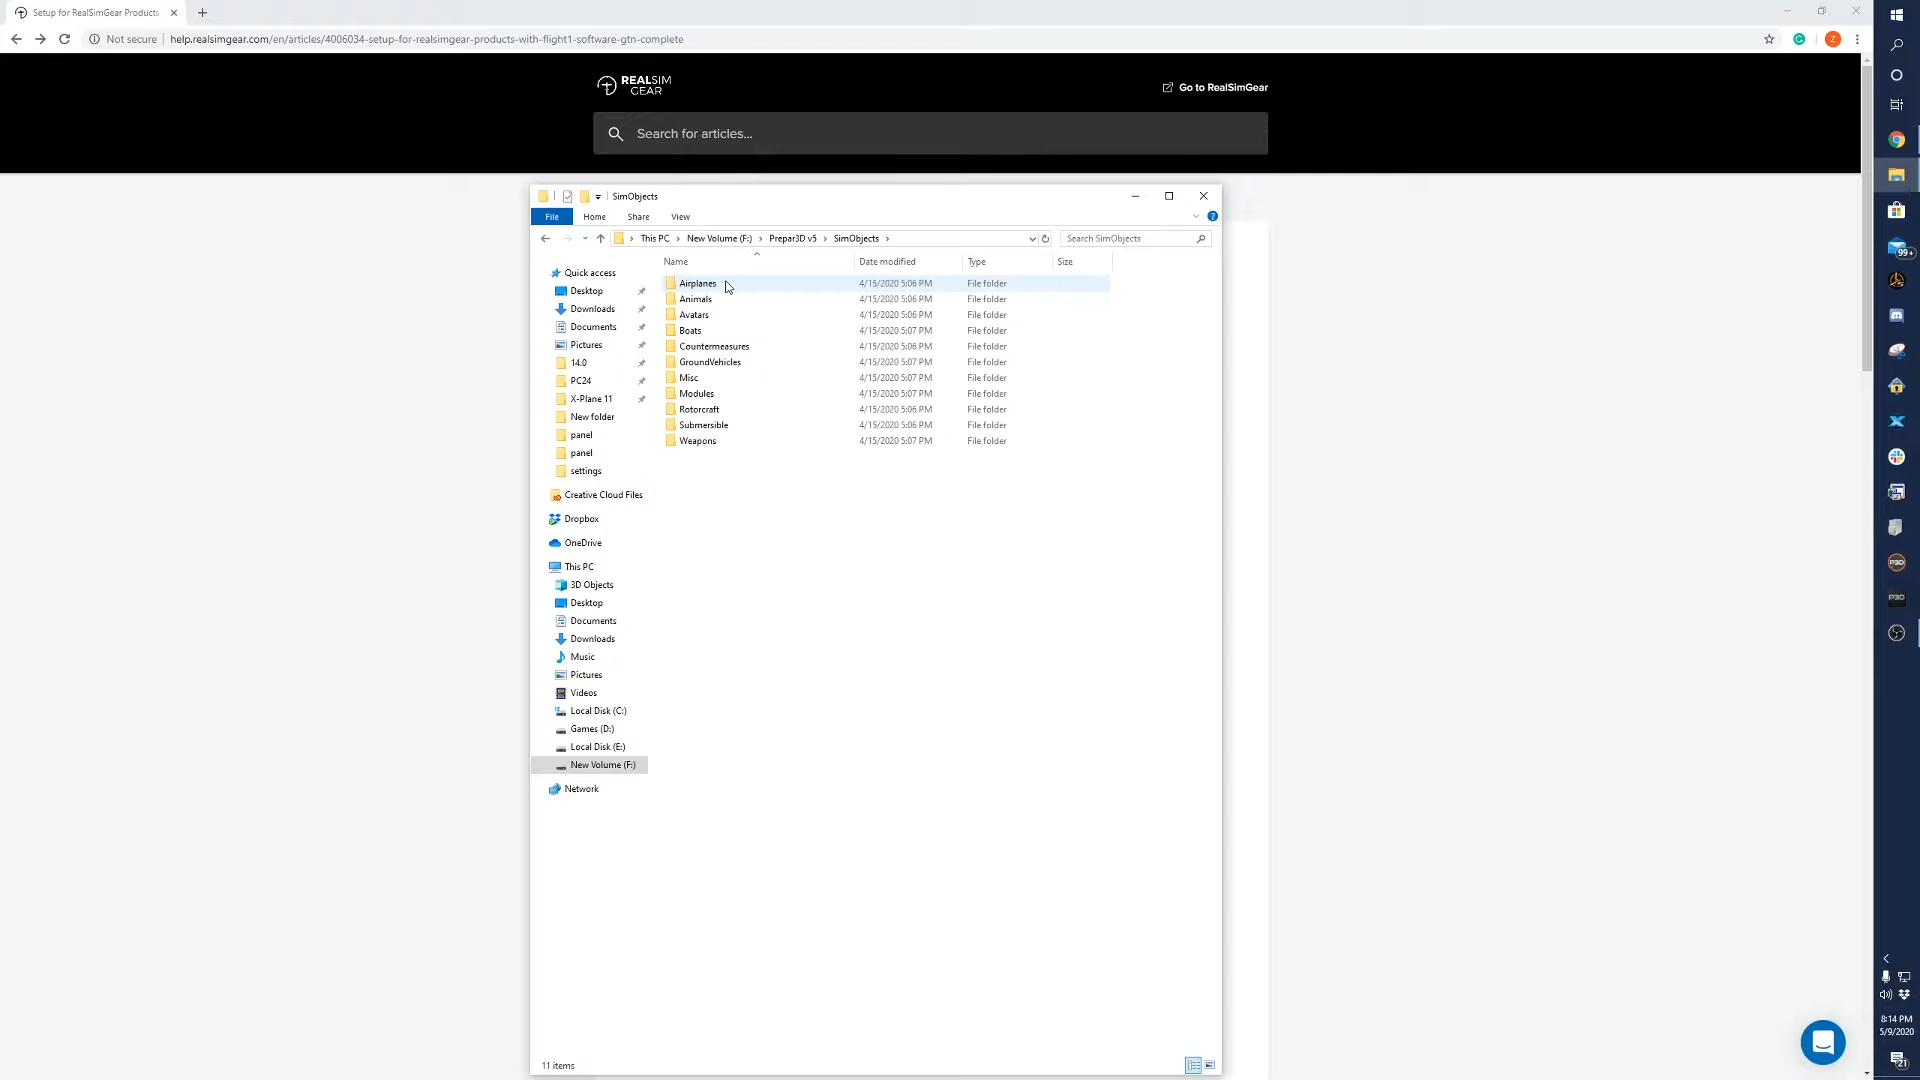 Setup for RealSimGear Products
Not secure | help.realsimgear.com/en/articles/4006034-setup-for-realsimgear-products-with-flight1-software-gtn-complete
Z
REALSIM
GEAR
Go to RealSimGear
Search for articles...
SimObjects
File Home Share View
This PC > New Volume (F:) > Prepar3D v5 > SimObjects >
Search SimObjects
Name Date modified Type Size
Airplanes 4/15/2020 5:06 PM File folder
Animals 4/15/2020 5:06 PM File folder
Avatars 4/15/2020 5:06 PM File folder
Boats 4/15/2020 5:07 PM File folder
Countermeasures 4/15/2020 5:06 PM File folder
GroundVehicles 4/15/2020 5:07 PM File folder
Misc 4/15/2020 5:07 PM File folder
Modules 4/15/2020 5:07 PM File folder
Rotorcraft 4/15/2020 5:06 PM File folder
Submersible 4/15/2020 5:06 PM File folder
Weapons 4/15/2020 5:07 PM File folder
Quick access
Desktop
Downloads
Documents
Pictures
14.0
PC24
X-Plane 11
New folder
panel
panel
settings
Creative Cloud Files
Dropbox
OneDrive
This PC
3D Objects
Desktop
Documents
Downloads
Music
Pictures
Videos
Local Disk (C:)
Games (D:)
Local Disk (E:)
New Volume (F:)
Network
11 items
99+
P3D
P3D
8:14 PM
5/9/2020
21